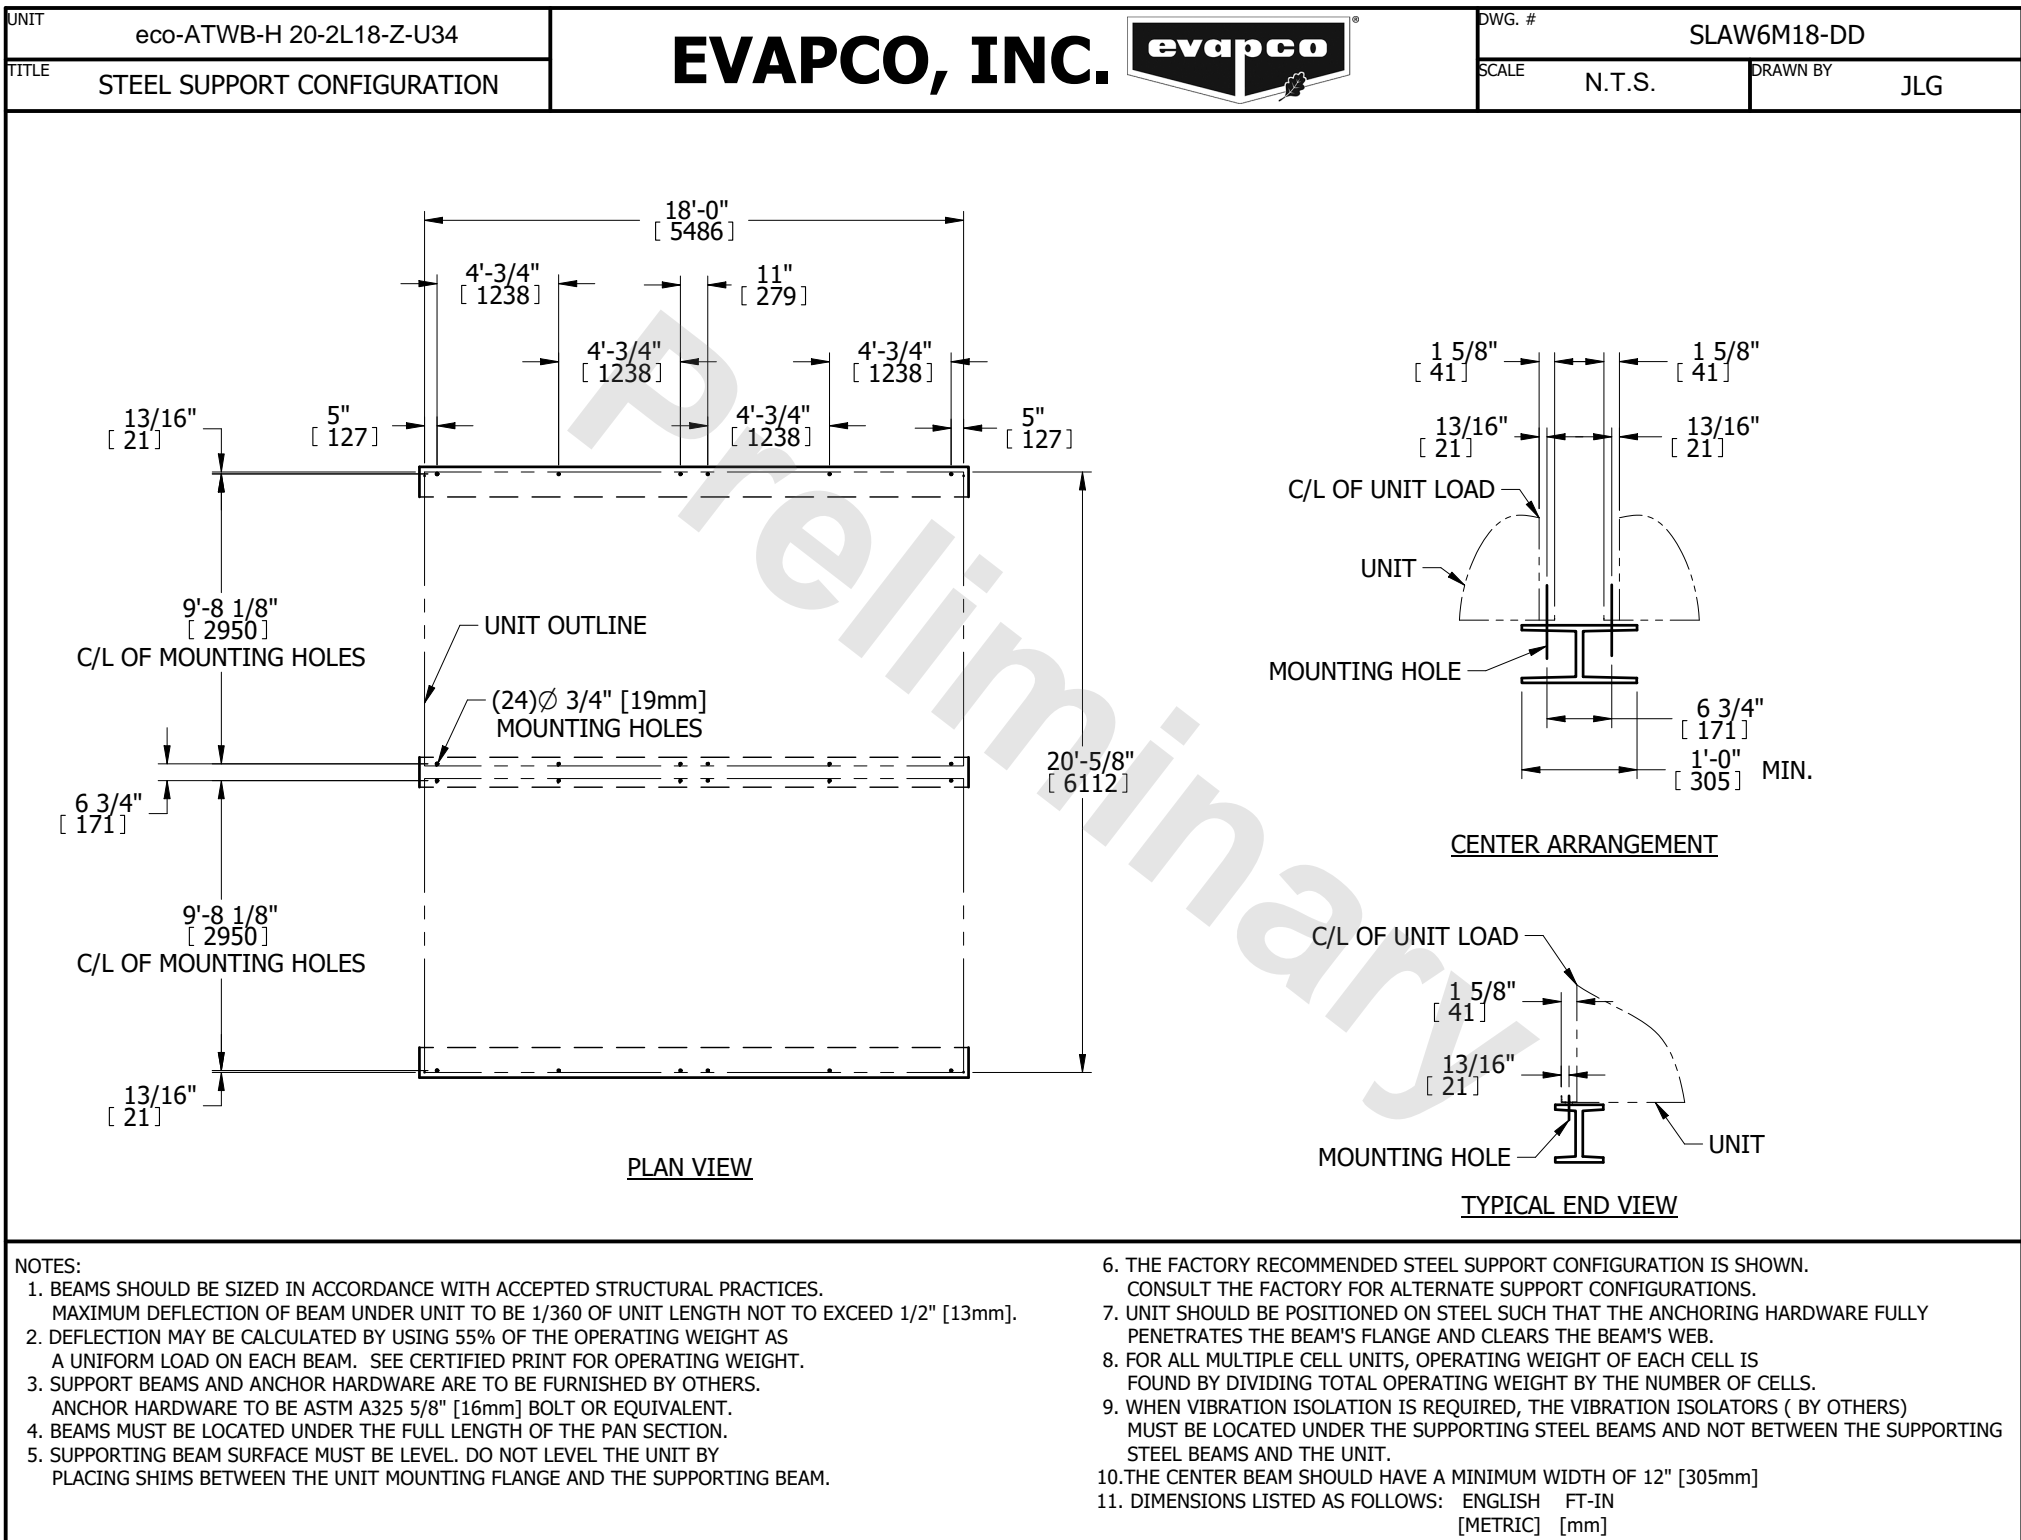 UNIT
eco-ATWB-H 20-2L18-Z-U34
TITLE
STEEL SUPPORT CONFIGURATION
EVAPCO, INC.
evapco®
DWG. #
SLAW6M18-DD
SCALE
N.T.S.
DRAWN BY
JLG
18'-0"
[ 5486 ]
4'-3/4"
[ 1238 ]
11"
[ 279 ]
4'-3/4"
[ 1238 ]
4'-3/4"
[ 1238 ]
13/16"
[ 21 ]
5"
[ 127 ]
4'-3/4"
[ 1238 ]
5"
[ 127 ]
9'-8 1/8"
[ 2950 ]
C/L OF MOUNTING HOLES
UNIT OUTLINE
(24)∅ 3/4" [19mm]
MOUNTING HOLES
20'-5/8"
[ 6112 ]
6 3/4"
[ 171 ]
9'-8 1/8"
[ 2950 ]
C/L OF MOUNTING HOLES
13/16"
[ 21 ]
PLAN VIEW
Preliminary
1 5/8"
[ 41 ]
1 5/8"
[ 41 ]
13/16"
[ 21 ]
13/16"
[ 21 ]
C/L OF UNIT LOAD
UNIT
MOUNTING HOLE
6 3/4"
[ 171 ]
1'-0"
[ 305 ] MIN.
CENTER ARRANGEMENT
C/L OF UNIT LOAD
1 5/8"
[ 41 ]
13/16"
[ 21 ]
MOUNTING HOLE
UNIT
TYPICAL END VIEW
NOTES:
1. BEAMS SHOULD BE SIZED IN ACCORDANCE WITH ACCEPTED STRUCTURAL PRACTICES.
MAXIMUM DEFLECTION OF BEAM UNDER UNIT TO BE 1/360 OF UNIT LENGTH NOT TO EXCEED 1/2" [13mm].
2. DEFLECTION MAY BE CALCULATED BY USING 55% OF THE OPERATING WEIGHT AS
A UNIFORM LOAD ON EACH BEAM. SEE CERTIFIED PRINT FOR OPERATING WEIGHT.
3. SUPPORT BEAMS AND ANCHOR HARDWARE ARE TO BE FURNISHED BY OTHERS.
ANCHOR HARDWARE TO BE ASTM A325 5/8" [16mm] BOLT OR EQUIVALENT.
4. BEAMS MUST BE LOCATED UNDER THE FULL LENGTH OF THE PAN SECTION.
5. SUPPORTING BEAM SURFACE MUST BE LEVEL. DO NOT LEVEL THE UNIT BY
PLACING SHIMS BETWEEN THE UNIT MOUNTING FLANGE AND THE SUPPORTING BEAM.
6. THE FACTORY RECOMMENDED STEEL SUPPORT CONFIGURATION IS SHOWN.
CONSULT THE FACTORY FOR ALTERNATE SUPPORT CONFIGURATIONS.
7. UNIT SHOULD BE POSITIONED ON STEEL SUCH THAT THE ANCHORING HARDWARE FULLY
PENETRATES THE BEAM'S FLANGE AND CLEARS THE BEAM'S WEB.
8. FOR ALL MULTIPLE CELL UNITS, OPERATING WEIGHT OF EACH CELL IS
FOUND BY DIVIDING TOTAL OPERATING WEIGHT BY THE NUMBER OF CELLS.
9. WHEN VIBRATION ISOLATION IS REQUIRED, THE VIBRATION ISOLATORS ( BY OTHERS)
MUST BE LOCATED UNDER THE SUPPORTING STEEL BEAMS AND NOT BETWEEN THE SUPPORTING
STEEL BEAMS AND THE UNIT.
10.THE CENTER BEAM SHOULD HAVE A MINIMUM WIDTH OF 12" [305mm]
11. DIMENSIONS LISTED AS FOLLOWS: ENGLISH FT-IN
[METRIC] [mm]